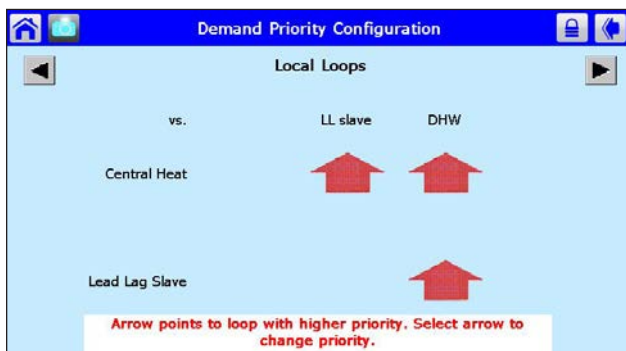 Demand Priority Configuration
Local Loops
vs. LL slave DHW
Central Heat
Lead Lag Slave
Arrow points to loop with higher priority. Select arrow to
change priority.